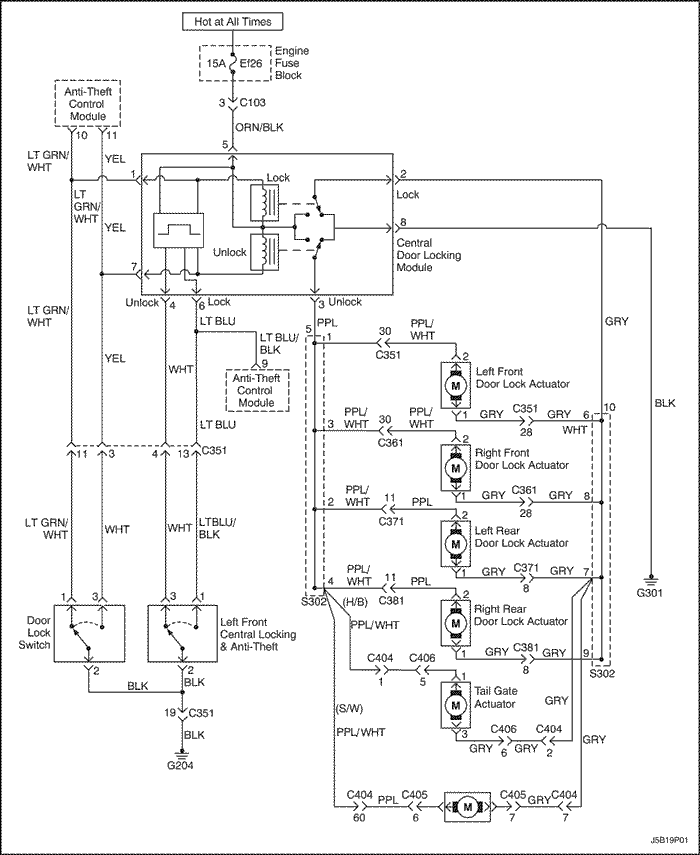 Hot at All Times
15A Ef26
Engine
Fuse
Block
3 C103
ORN/BLK
5
Anti-Theft
Control
Module
10 11
LT GRN/
WHT
YEL
1
LT
GRN/
WHT
YEL
7
Lock
Unlock
2
Lock
8
Central
Door Locking
Module
Unlock 4
6 Lock
3 Unlock
LT GRN/
WHT
YEL
WHT
LT BLU
LT BLU/
BLK
9
Anti-Theft
Control
Module
LT BLU
PPL
5
1
30
C351
PPL/
WHT
2
Left Front
Door Lock Actuator
M
1 GRY C351 GRY 6
28
WHT
10
GRY
BLK
3
PPL/
WHT
30
C361
PPL/
WHT
2
Right Front
Door Lock Actuator
M
1 GRY C361 GRY 8
28
2
PPL/
WHT
11
C371
PPL
2
Left Rear
Door Lock Actuator
M
1 GRY C371 GRY 7
8
4
PPL/
WHT
11
C381
PPL
2
Right Rear
Door Lock Actuator
M
1 GRY C381 GRY 9
8
S302
S302
G301
11 3 4 13 C351
LT GRN/
WHT
WHT
WHT
LTBLU/
BLK
1 3
3 1
Door
Lock
Switch
Left Front
Central Locking
& Anti-Theft
2
2
BLK
BLK
19 C351
BLK
G204
(H/B)
PPL/WHT
C404
1
C406
5
1
Tail Gate
Actuator
M
3
GRY
C406
6
GRY
C404
2
GRY
GRY
(S/W)
PPL/WHT
C404
60
PPL
C405
6
M
C405
7
GRY
C404
7
J5B19P01